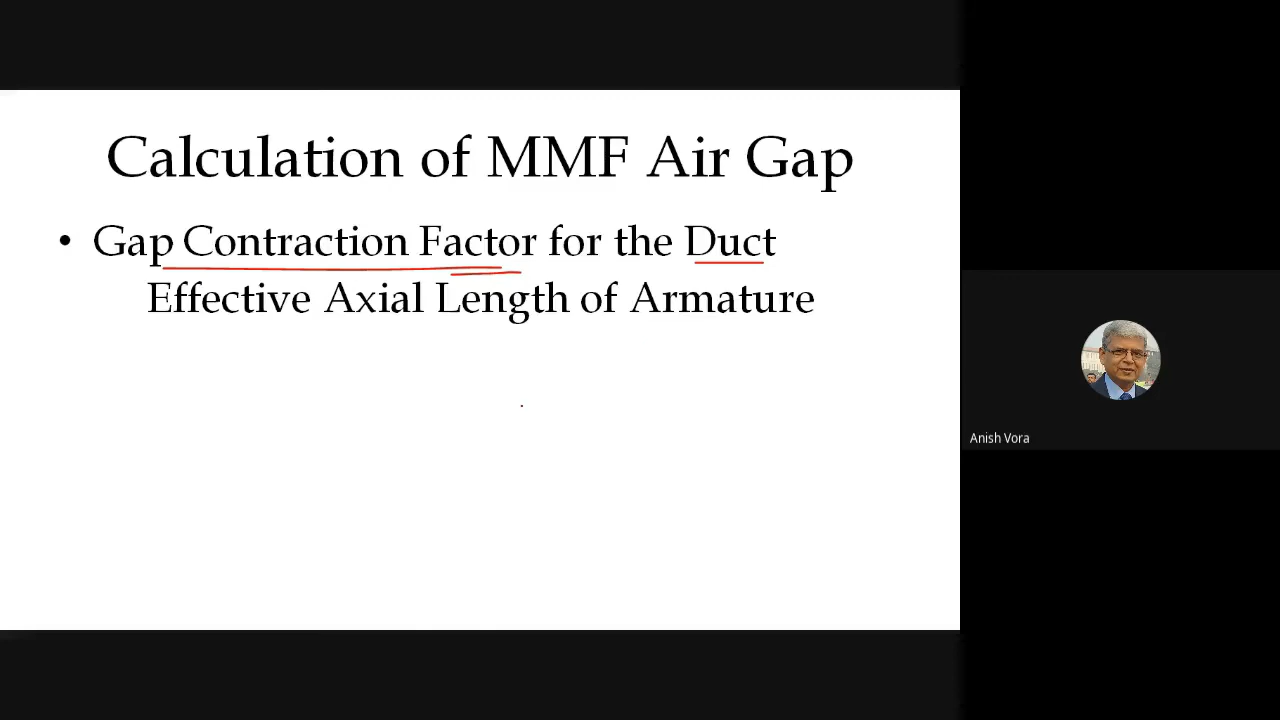 Calculation of MMF Air Gap
• Gap Contraction Factor for the Duct
Effective Axial Length of Armature
Anish Vora